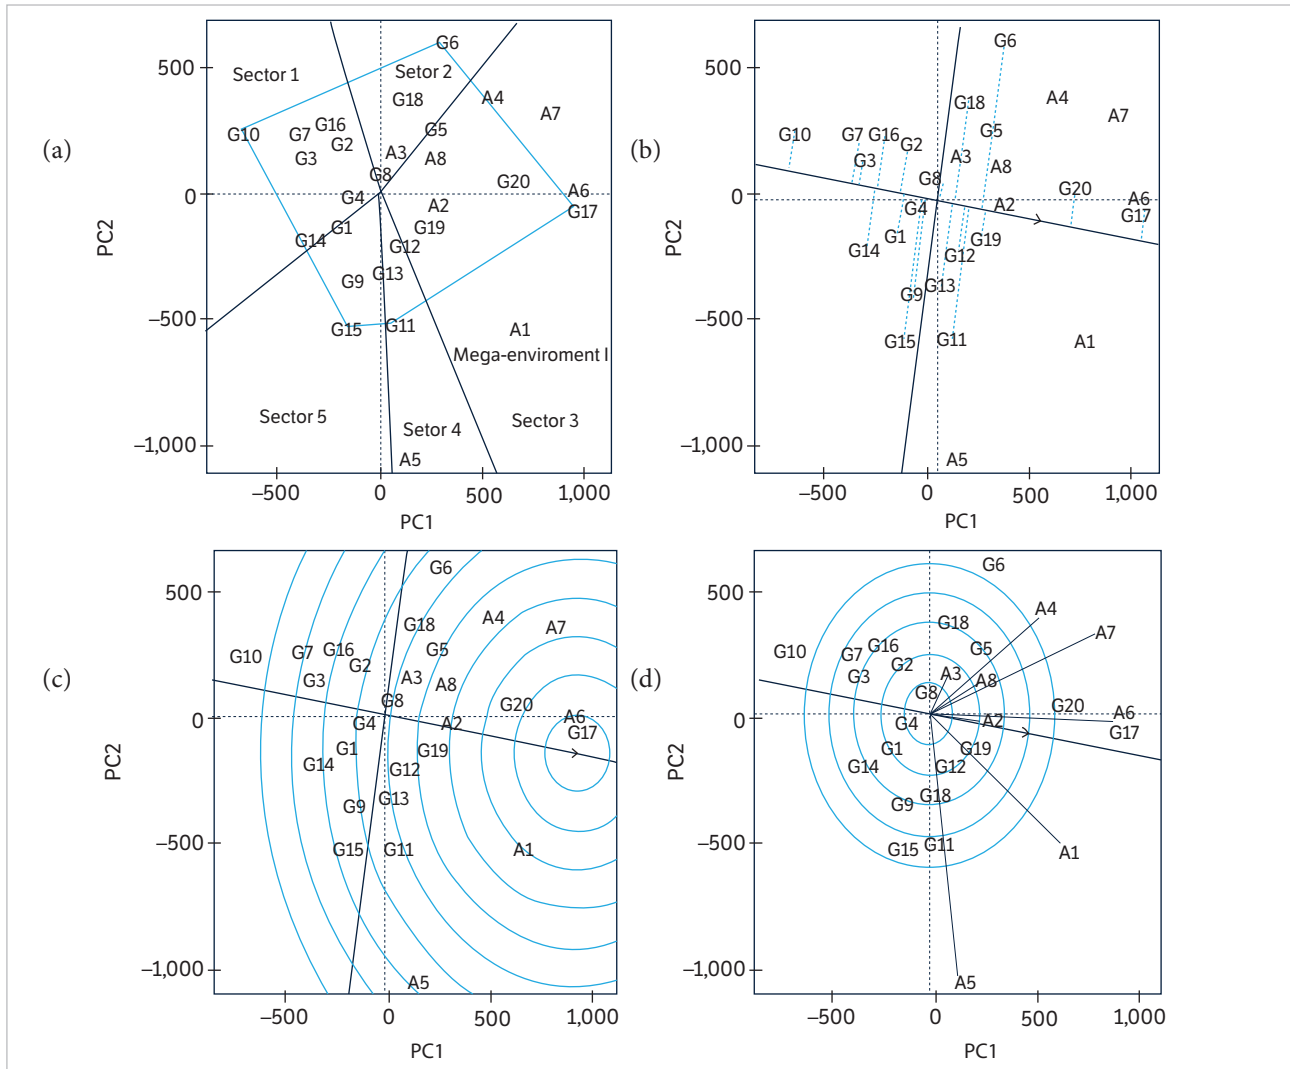 (a)
PC2
500
0
−500
−1,000
Sector 1
Setor 2
G6
G18
A4
A7
G10
G7
G16
G2
G3
G5
A3
A8
G8
G20
A6
G17
G4
A2
G1
G19
G14
G12
G13
G9
G15
G11
A1
Mega-enviroment I
Sector 5
Setor 4
Sector 3
A5
−500
0
500
1,000
PC1
(b)
PC2
500
0
−500
−1,000
G6
G18
A4
A7
G10
G7
G16
G2
G5
G3
A3
A8
G8
G20
A6
G4
A2
G17
G1
G19
G14
G12
G13
G9
G15
G11
A1
A5
−500
0
500
1,000
PC1
(c)
PC2
500
0
−500
−1,000
G6
G18
A4
A7
G10
G7
G16
G5
G2
G3
A3
A8
G8
G20
G4
A2
A6
G17
G1
G19
G14
G12
G13
G9
G15
G11
A1
A5
−500
0
500
1,000
PC1
(d)
PC2
500
0
−500
−1,000
G6
A4
G18
A7
G10
G7
G16
G5
G2
G3
A3
A8
G8
G20
G4
A2
A6
G17
G1
G19
G14
G12
G18
G9
G15
G11
A1
A5
−500
0
500
1,000
PC1